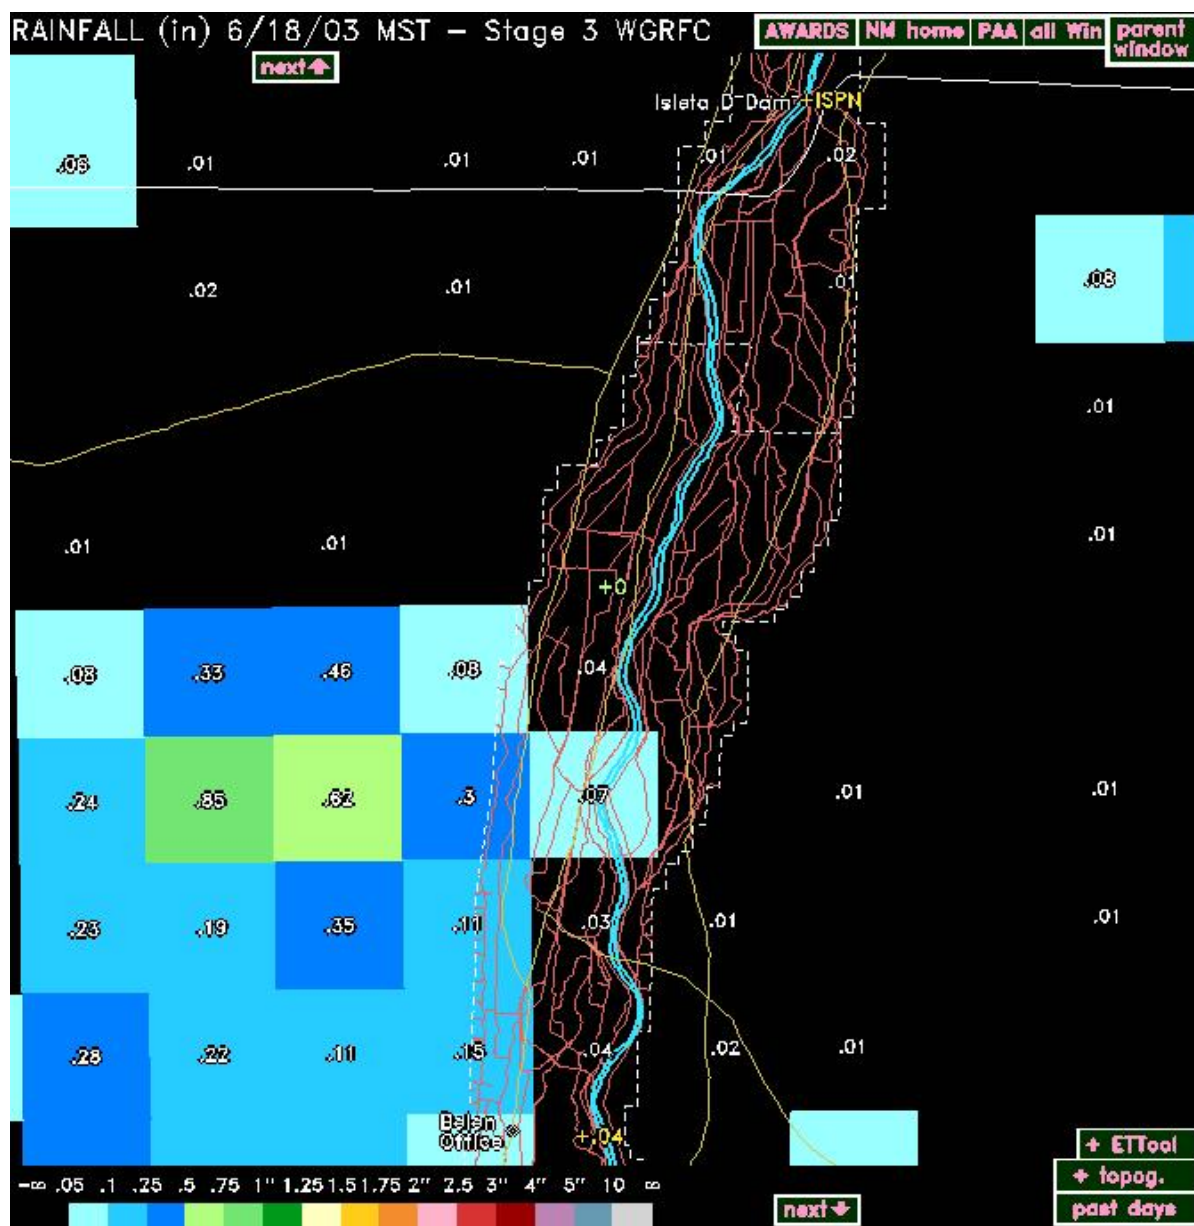 RAINFALL (in) 6/18/03 MST - Stage 3 WGRFC
AWARDS NM home PAA all Win parent window
next↑
Isleta D Dam +ISPN
.06 .01 .01 .01 .01 .02
.02 .01 .01 .08
.01
.01 .01 .01
+0
.08 .33 .46 .08 .04
.24 .85 .62 .3 .07 .01 .01
.23 .19 .35 .11 .03 .01 .01
.28 .22 .11 .15 .04 .02 .01
Belen
Office
+.04
+ ETTool
+ topog.
-∞ .05 .1 .25 .5 .75 1" 1.25 1.5 1.75 2" 2.5 3" 4" 5" 10 ∞
next↓
past days